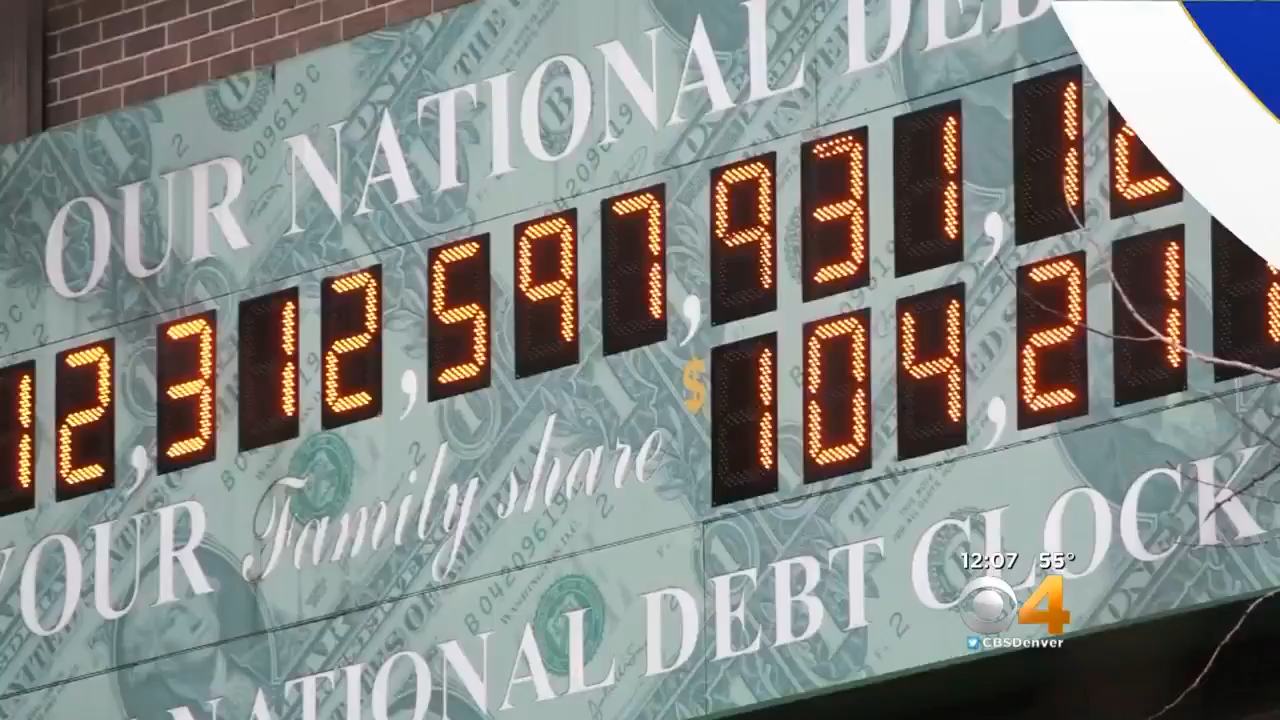 OUR NATIONAL DEB
12,312,597,931,1
YOUR Family share $104,21
NATIONAL DEBT CLOCK
12:07 55°
4
CBSDenver